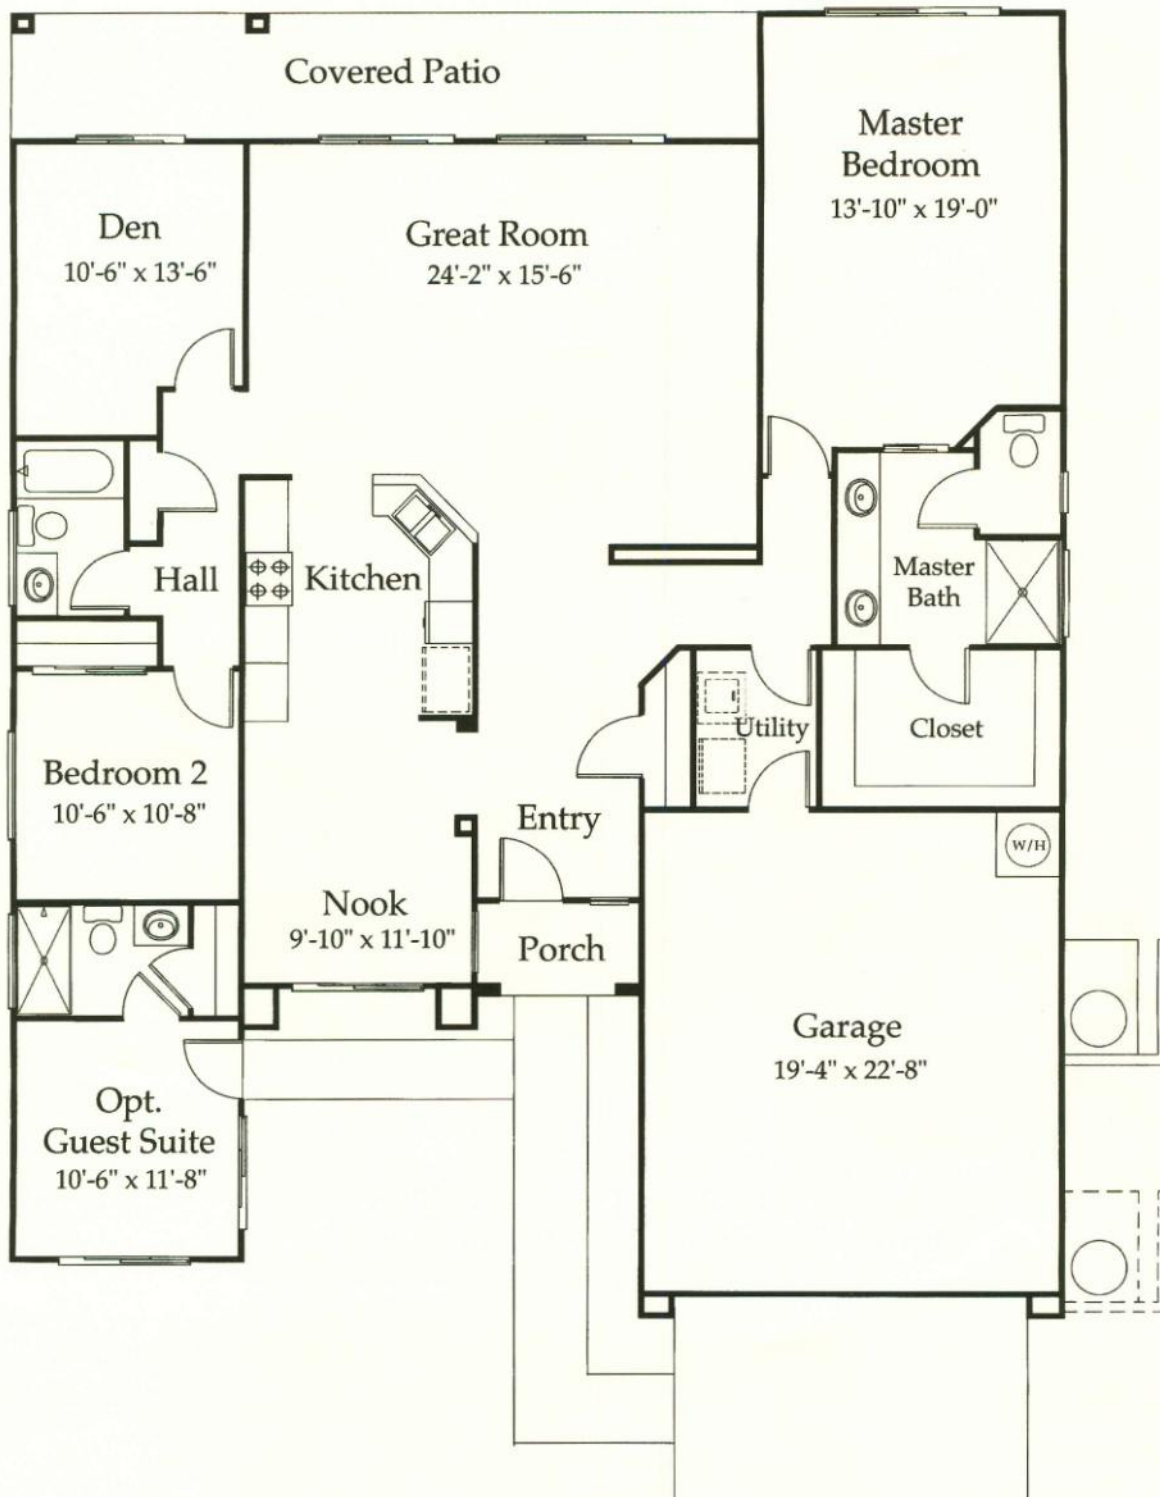 Covered Patio
Master
Bedroom
13'-10" x 19'-0"
Den
10'-6" x 13'-6"
Great Room
24'-2" x 15'-6"
Hall
Kitchen
Master
Bath
Utility
Closet
Bedroom 2
10'-6" x 10'-8"
Entry
W/H
Nook
9'-10" x 11'-10"
Porch
Garage
19'-4" x 22'-8"
Opt.
Guest Suite
10'-6" x 11'-8"